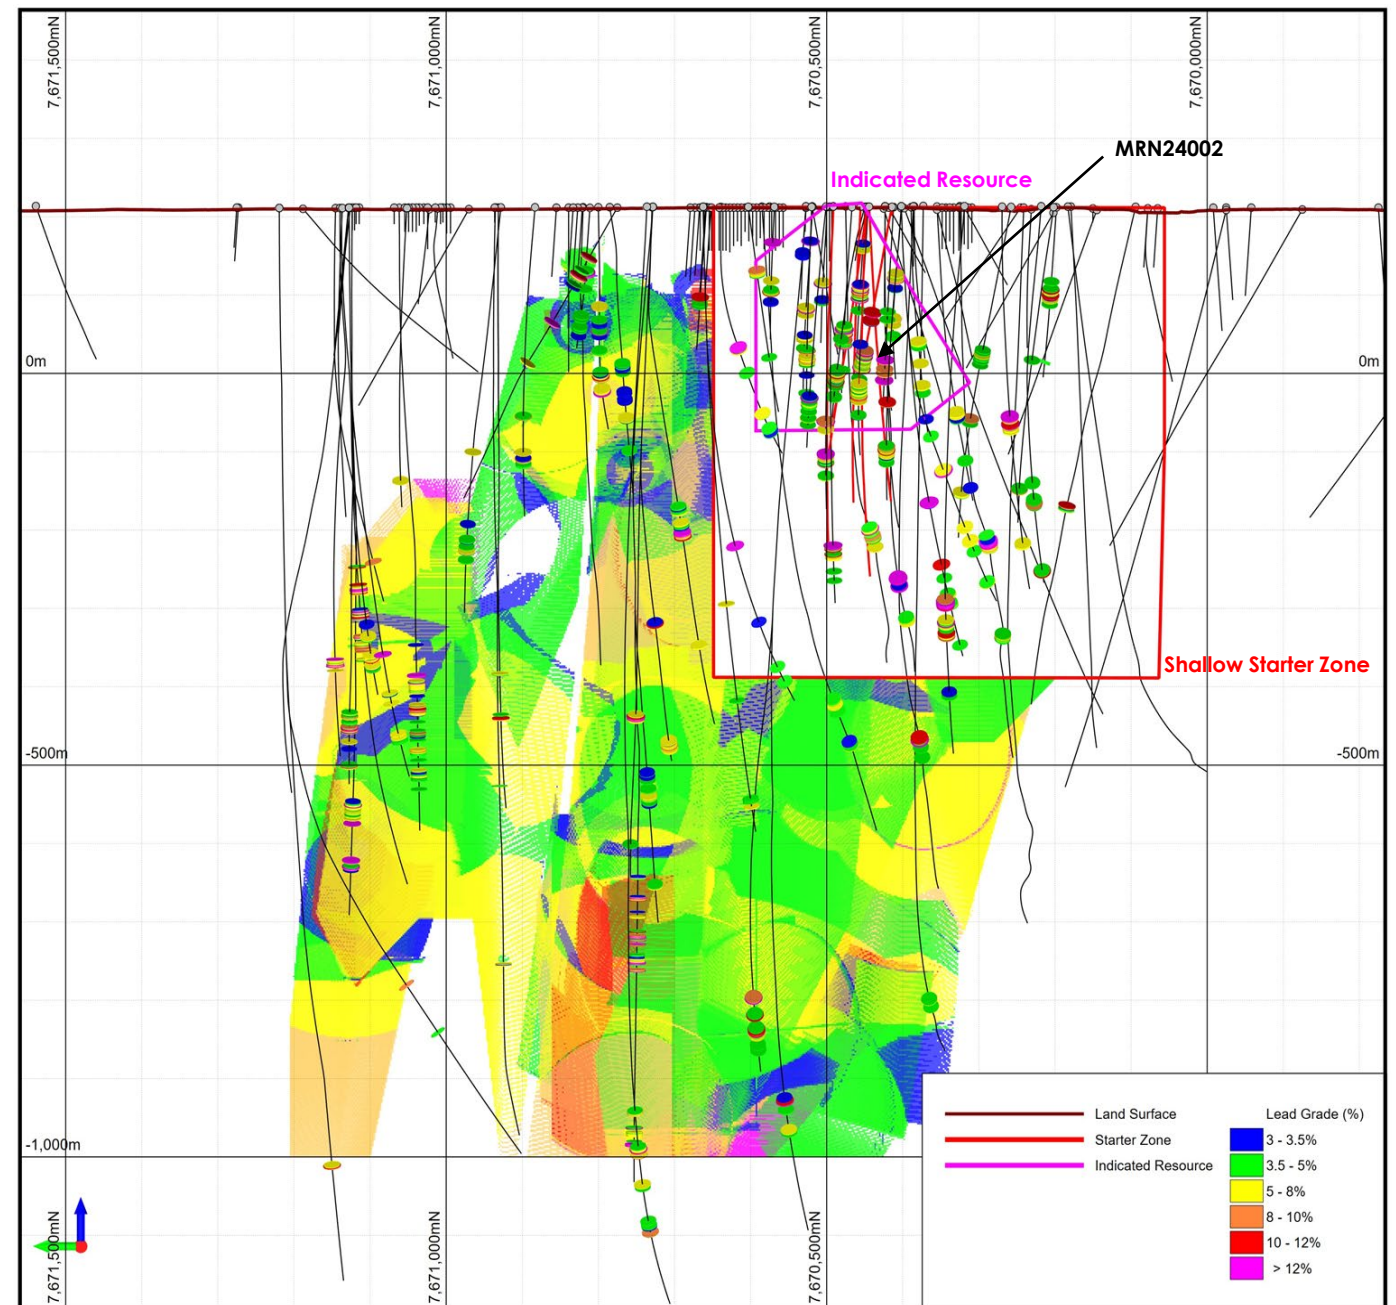 7,671,500mN
7,671,000mN
7,670,500mN
7,670,000mN
MRN24002
Indicated Resource
0m
0m
Shallow Starter Zone
-500m
-500m
-1,000m
Land Surface
Starter Zone
Indicated Resource
Lead Grade (%)
3 - 3.5%
3.5 - 5%
5 - 8%
8 - 10%
10 - 12%
> 12%
7,671,500mN
7,671,000mN
7,670,500mN